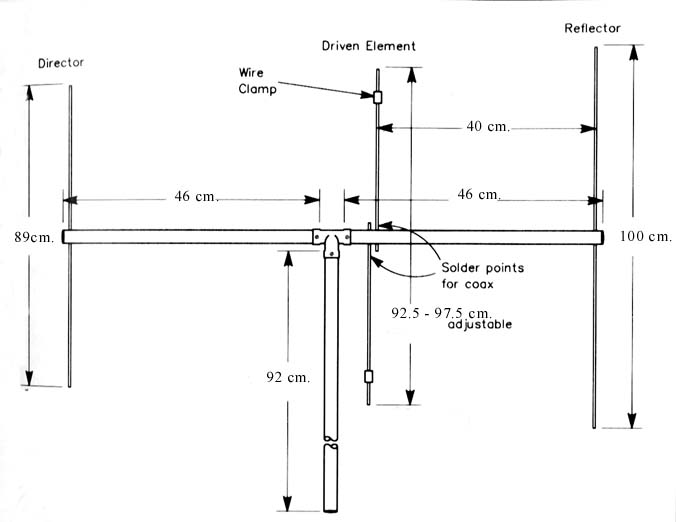 Reflector
Driven Element
Director
Wire
Clamp
40 cm.
46 cm.
46 cm.
89cm.
100 cm.
Solder points
for coax
92.5 - 97.5 cm.
adjustable
92 cm.